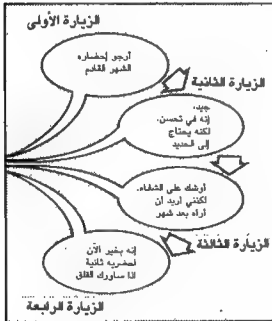 الزيارة الأولى
أرجو إحضاره
الشهر القادم
الزيارة الثانية
جيد.
إنه في تحسن.
لكنه يحتاج
إلى الحديد
أوشك على الشفاء.
لكنني أريد أن
أراه بعد شهر
الزيارة الثالثة
إنه بخير الآن
أحضريه ثانية
إذا ساورك القلق
الزيارة الرابعة